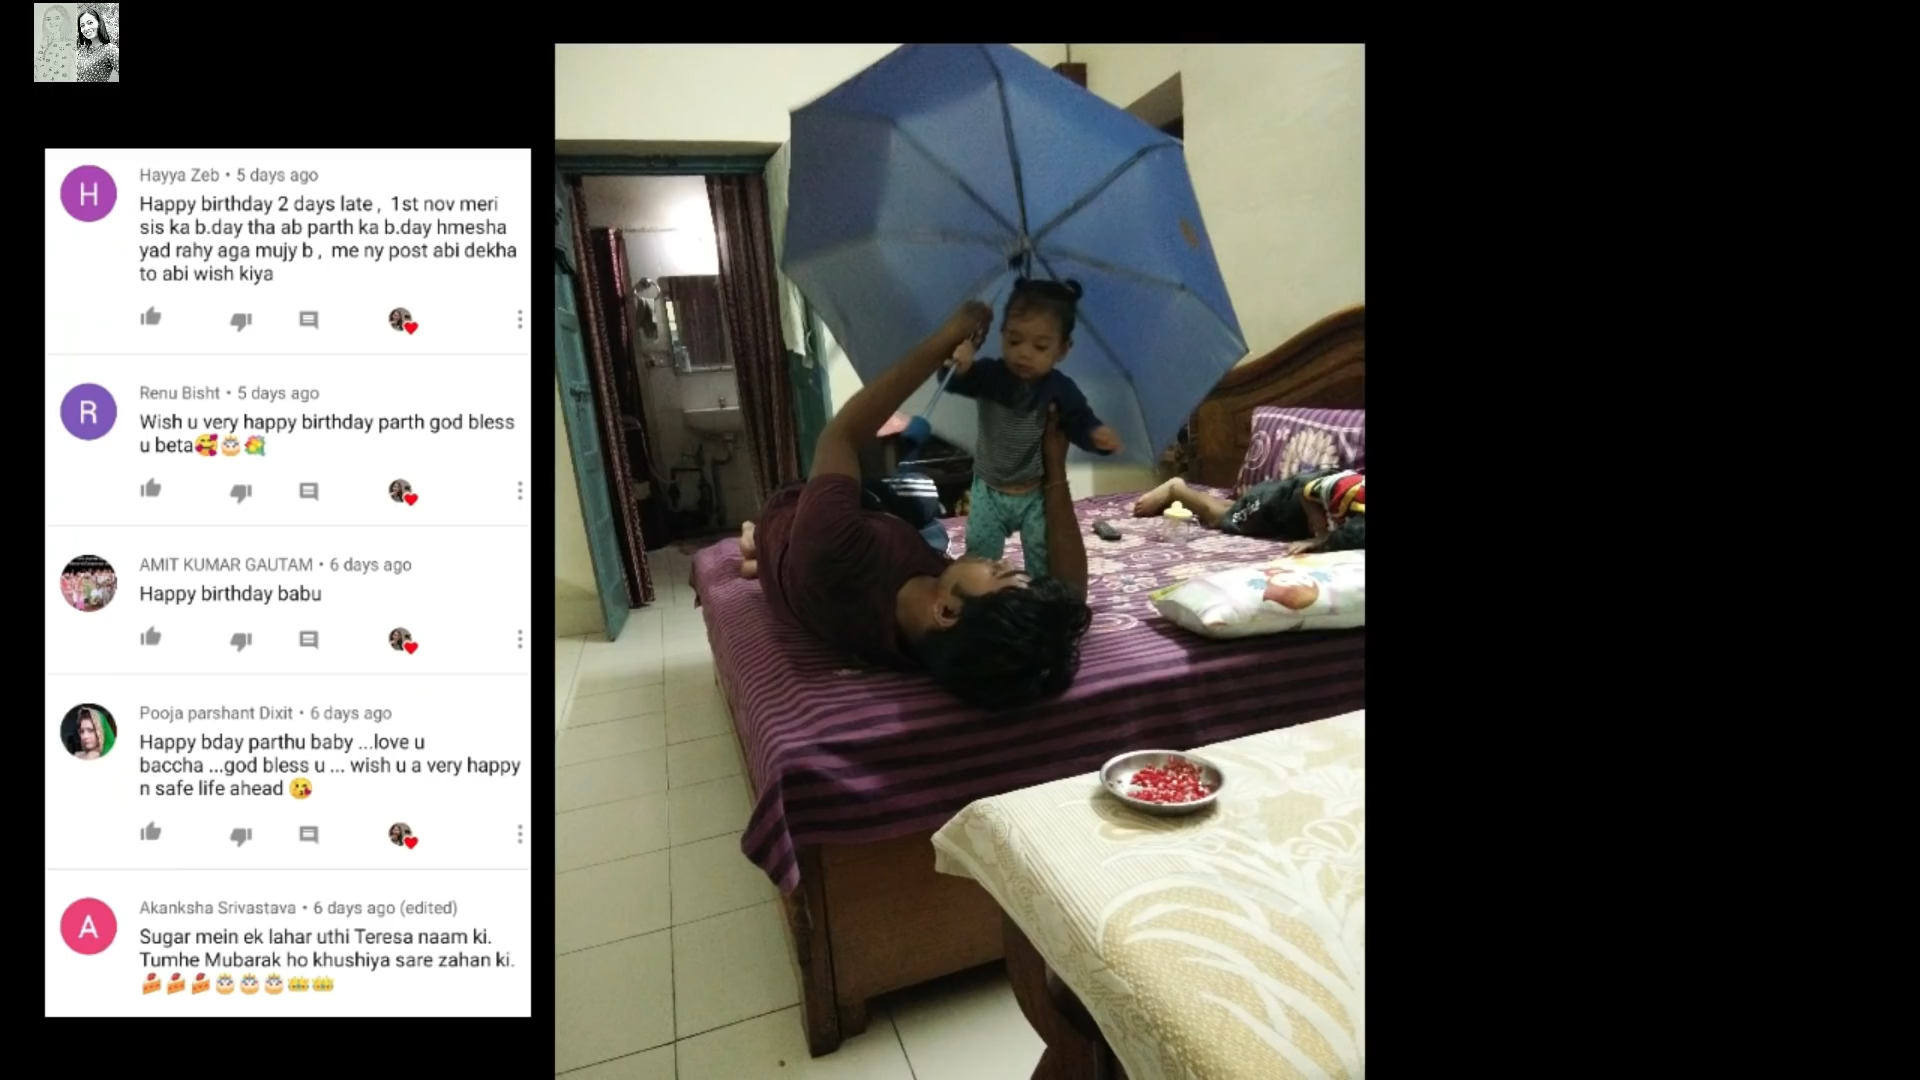 Hayya Zeb • 5 days ago
Happy birthday 2 days late , 1st nov meri
sis ka b.day tha ab parth ka b.day hmesha
yad rahy aga mujy b , me ny post abi dekha
to abi wish kiya
Renu Bisht • 5 days ago
Wish u very happy birthday parth god bless
u beta🥰🎂💐
AMIT KUMAR GAUTAM • 6 days ago
Happy birthday babu
Pooja parshant Dixit • 6 days ago
Happy bday parthu baby ...love u
baccha ...god bless u ... wish u a very happy
n safe life ahead 😘
Akanksha Srivastava • 6 days ago (edited)
Sugar mein ek lahar uthi Teresa naam ki.
Tumhe Mubarak ho khushiya sare zahan ki.
🍰🍰🍰🎂🎂🎂👑👑